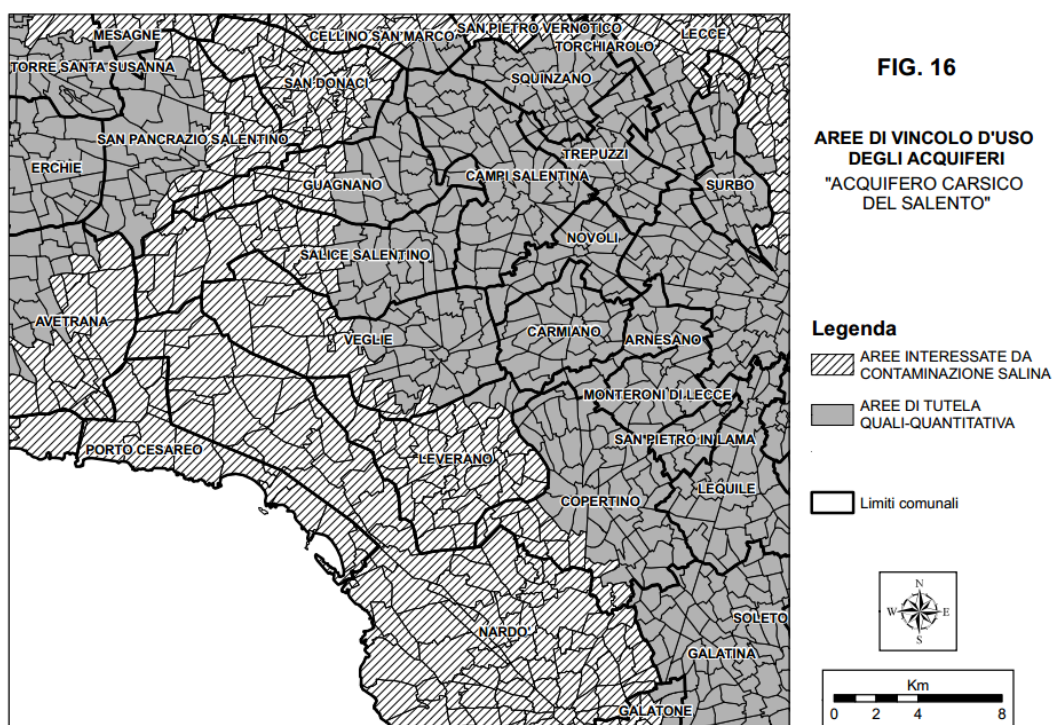 MESAGNE
CELLINO SAN MARCO
SAN PIETRO VERNOTICO
TORCHIAROLO
LECCE
TORRE SANTA SUSANNA
SAN DONACI
SQUINZANO
SAN PANCRAZIO SALENTINO
ERCHIE
GUAGNANO
CAMPI SALENTINA
TREPUZZI
SURBO
SALICE SALENTINO
NOVOLI
AVETRANA
VEGLIE
CARMIANO
ARNESANO
MONTERONI DI LECCE
PORTO CESAREO
LEVERANO
SAN PIETRO IN LAMA
COPERTINO
LEQUILE
NARDO'
SOLETO
GALATINA
GALATONE
FIG. 16
AREE DI VINCOLO D'USO
DEGLI ACQUIFERI
"ACQUIFERO CARSICO
DEL SALENTO"
Legenda
AREE INTERESSATE DA
CONTAMINAZIONE SALINA
AREE DI TUTELA
QUALI-QUANTITATIVA
Limiti comunali
N
W E
S
Km
0 2 4 8